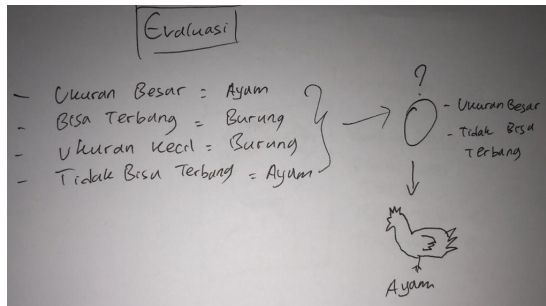 Evaluasi
- Ukuran Besar = Ayam
- Bisa Terbang = Burung
- Ukuran Kecil = Burung
- Tidak Bisa Terbang = Ayam
?
- Ukuran Besar
- Tidak Bisa
Terbang
Ayam